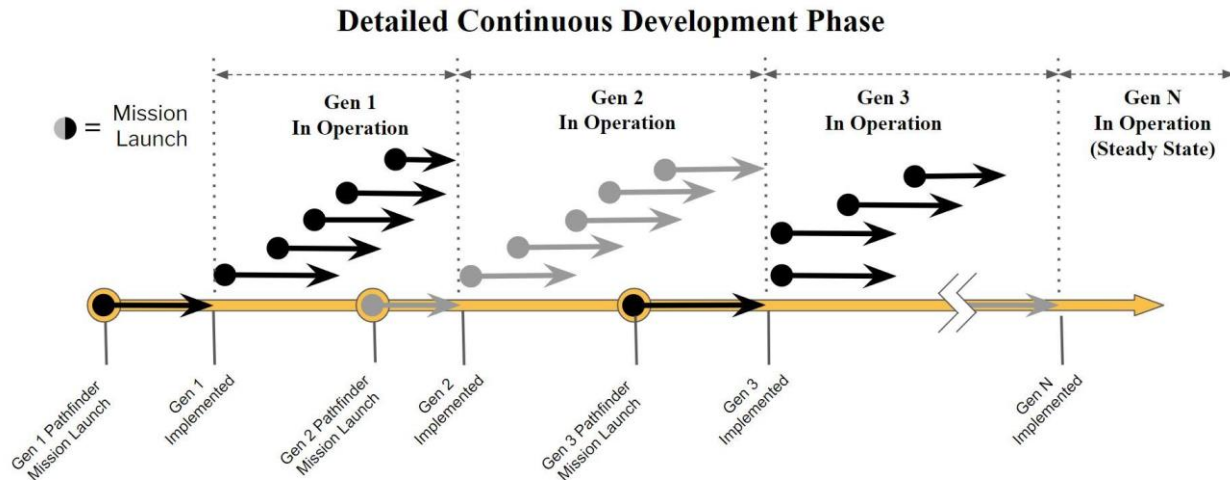 Detailed Continuous Development Phase
= Mission
Launch
Gen 1
In Operation
Gen 2
In Operation
Gen 3
In Operation
Gen N
In Operation
(Steady State)
Gen 1 Pathfinder
Mission Launch
Gen 1
Implemented
Gen 2 Pathfinder
Mission Launch
Gen 2
Implemented
Gen 3 Pathfinder
Mission Launch
Gen 3
Implemented
Gen N
Implemented